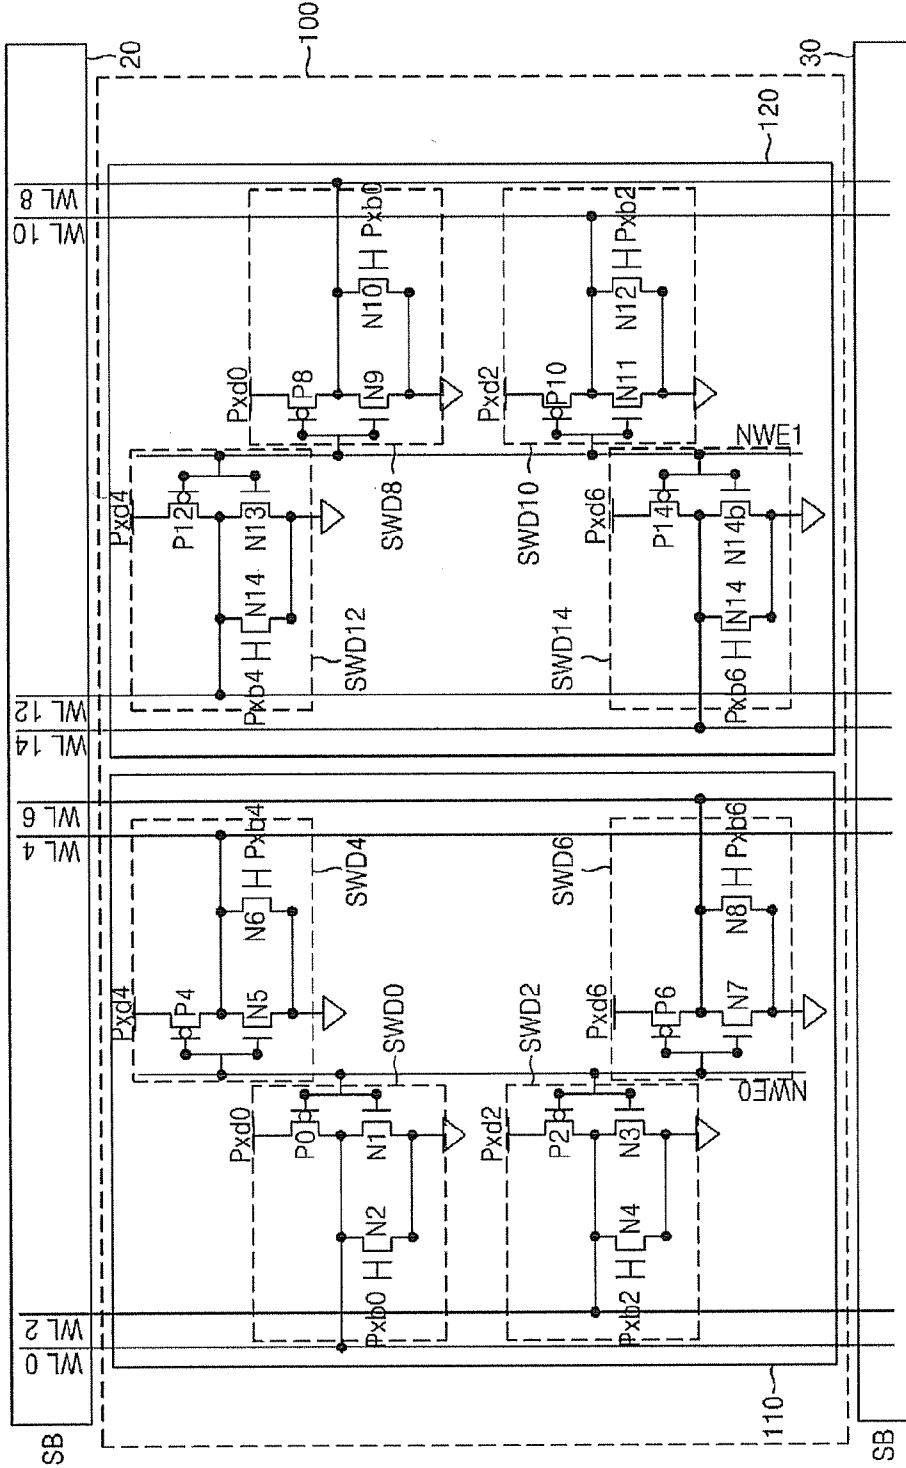 20
100
30
120
WL 8
WL 10
Pxd0
P8
N9
N10
Pxb0
SWD8
Pxd2
P10
N11
N12
Pxb2
SWD10
NWE1
Pxd4
P12
N13
N14
Pxb4
SWD12
Pxd6
P14
N14b
N14
Pxb6
SWD14
WL 12
WL 14
WL 6
WL 4
Pxd4
P4
N5
N6
Pxb4
SWD4
Pxd6
P6
N7
N8
Pxb6
SWD6
NWE0
Pxd0
P0
N1
N2
Pxb0
SWD0
Pxd2
P2
N3
N4
Pxb2
SWD2
WL 2
WL 0
110
SB
SB